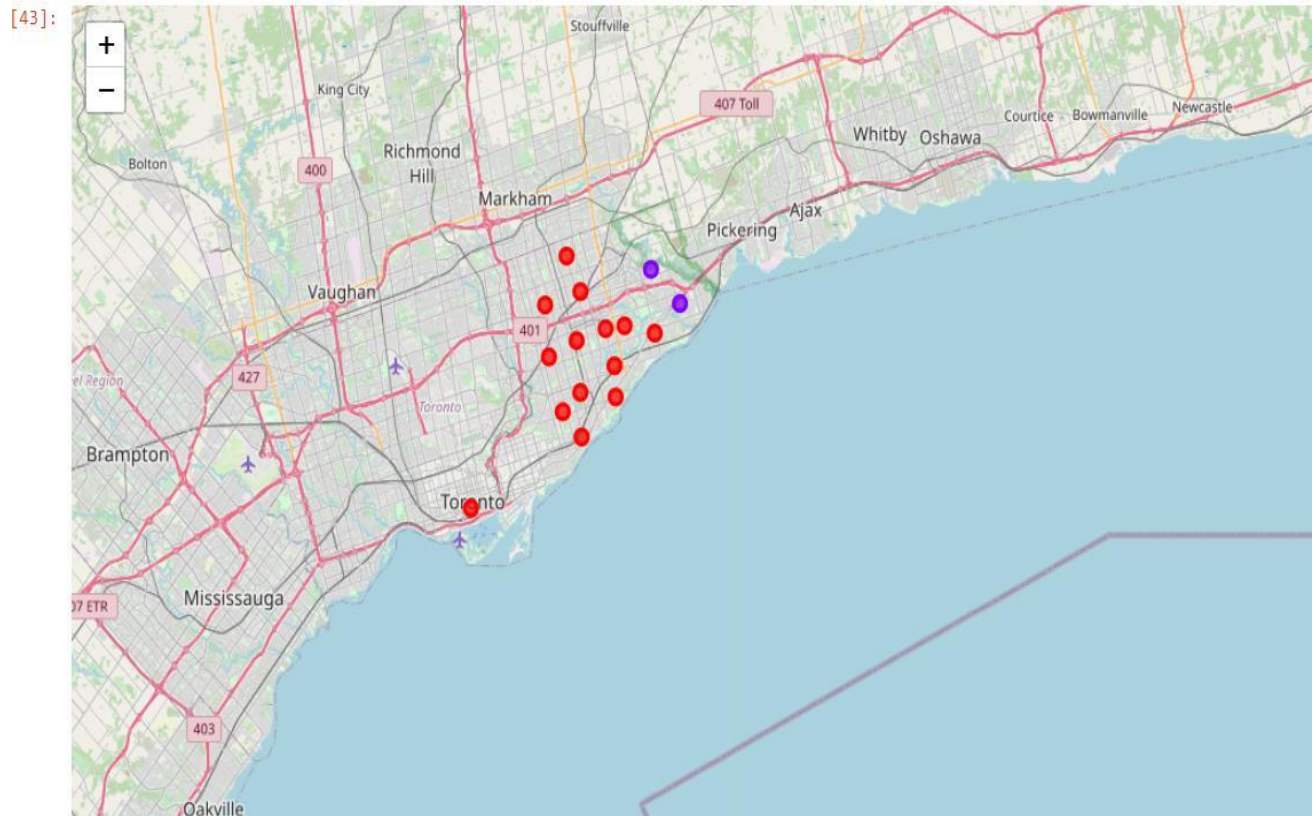 [43]:
+
−
Stouffville
King City
407 Toll
Newcastle
Courtice
Bowmanville
Whitby
Oshawa
Richmond
Hill
Bolton
400
Markham
Ajax
Pickering
Vaughan
401
427
el Region
Toronto
Brampton
Toronto
Mississauga
07 ETR
403
Oakville